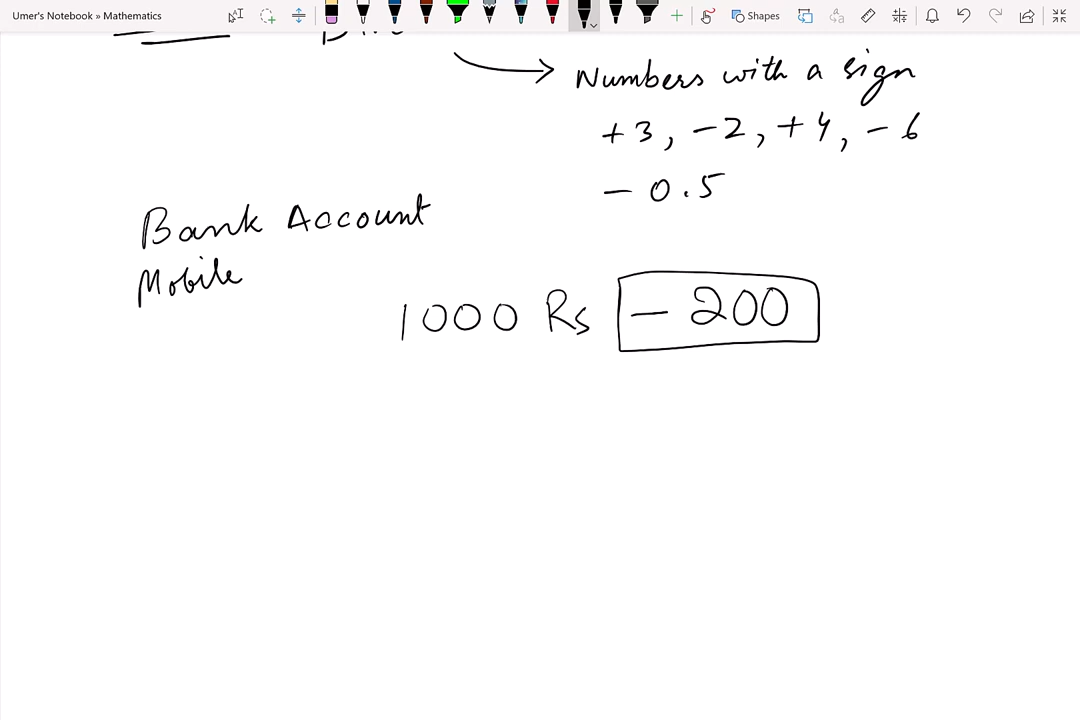 Umer's Notebook » Mathematics
Shapes
Numbers with a sign
+3, -2, +4, -6
- 0.5
Bank Account
Mobile
1000 Rs - 200